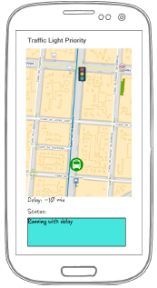 Traffic Light Priority
Delay: -10 min
Status:
Running with delay